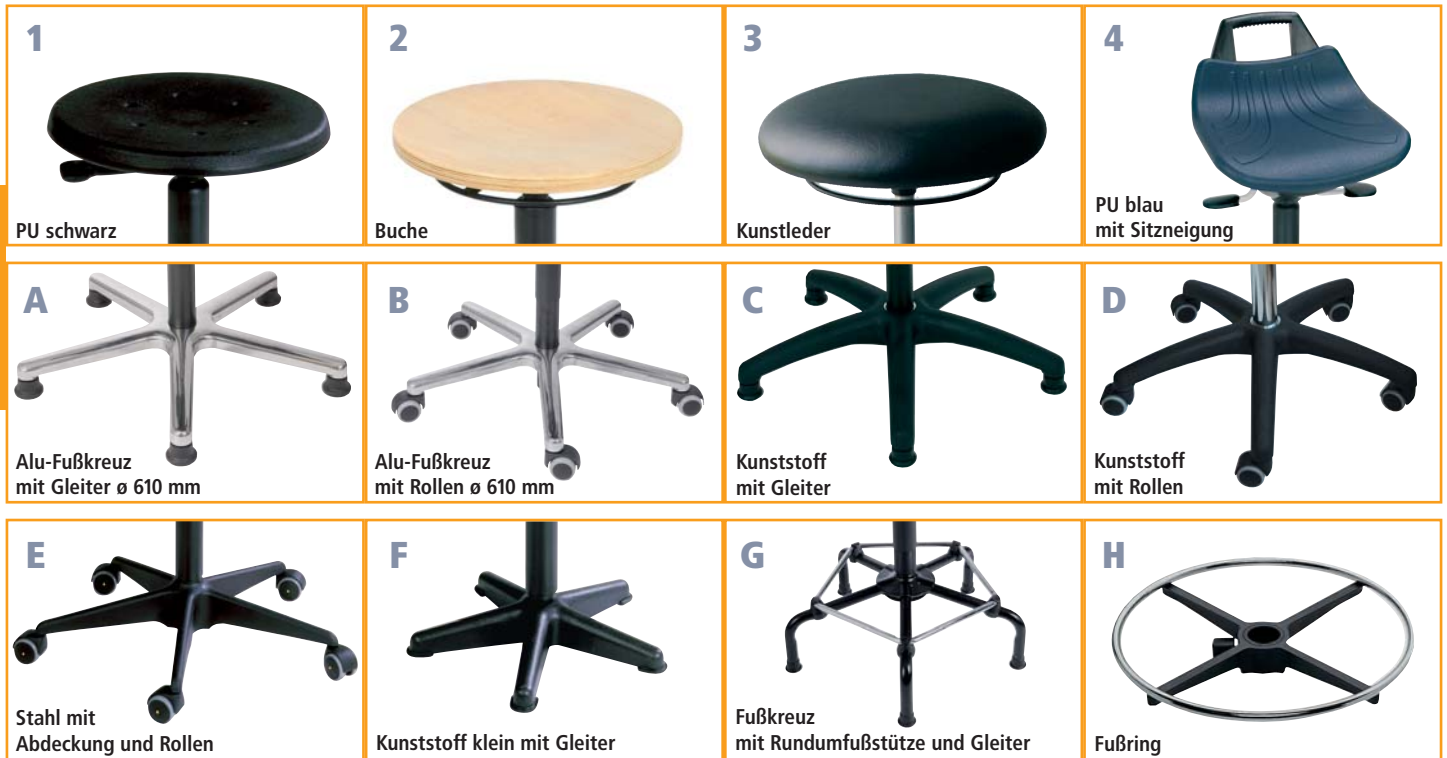 1
PU schwarz
2
Buche
3
Kunstleder
4
PU blau
mit Sitzneigung
A
Alu-Fußkreuz
mit Gleiter ø 610 mm
B
Alu-Fußkreuz
mit Rollen ø 610 mm
C
Kunststoff
mit Gleiter
D
Kunststoff
mit Rollen
E
Stahl mit
Abdeckung und Rollen
F
Kunststoff klein mit Gleiter
G
Fußkreuz
mit Rundumfußstütze und Gleiter
H
Fußring